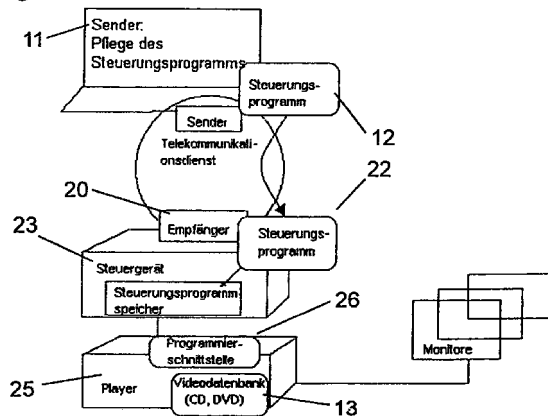 11
Sender:
Pflege des
Steuerungsprogramms
Steuerungs-
programm
12
Sender
Telekommunikati-
onsdienst
22
20
Empfänger
Steuerungs-
programm
23
Steuergerät
Steuerungsprogramm
speicher
26
Programmier-
schnittstelle
Monitore
25
Player
Videodatenbank
(CD, DVD)
13